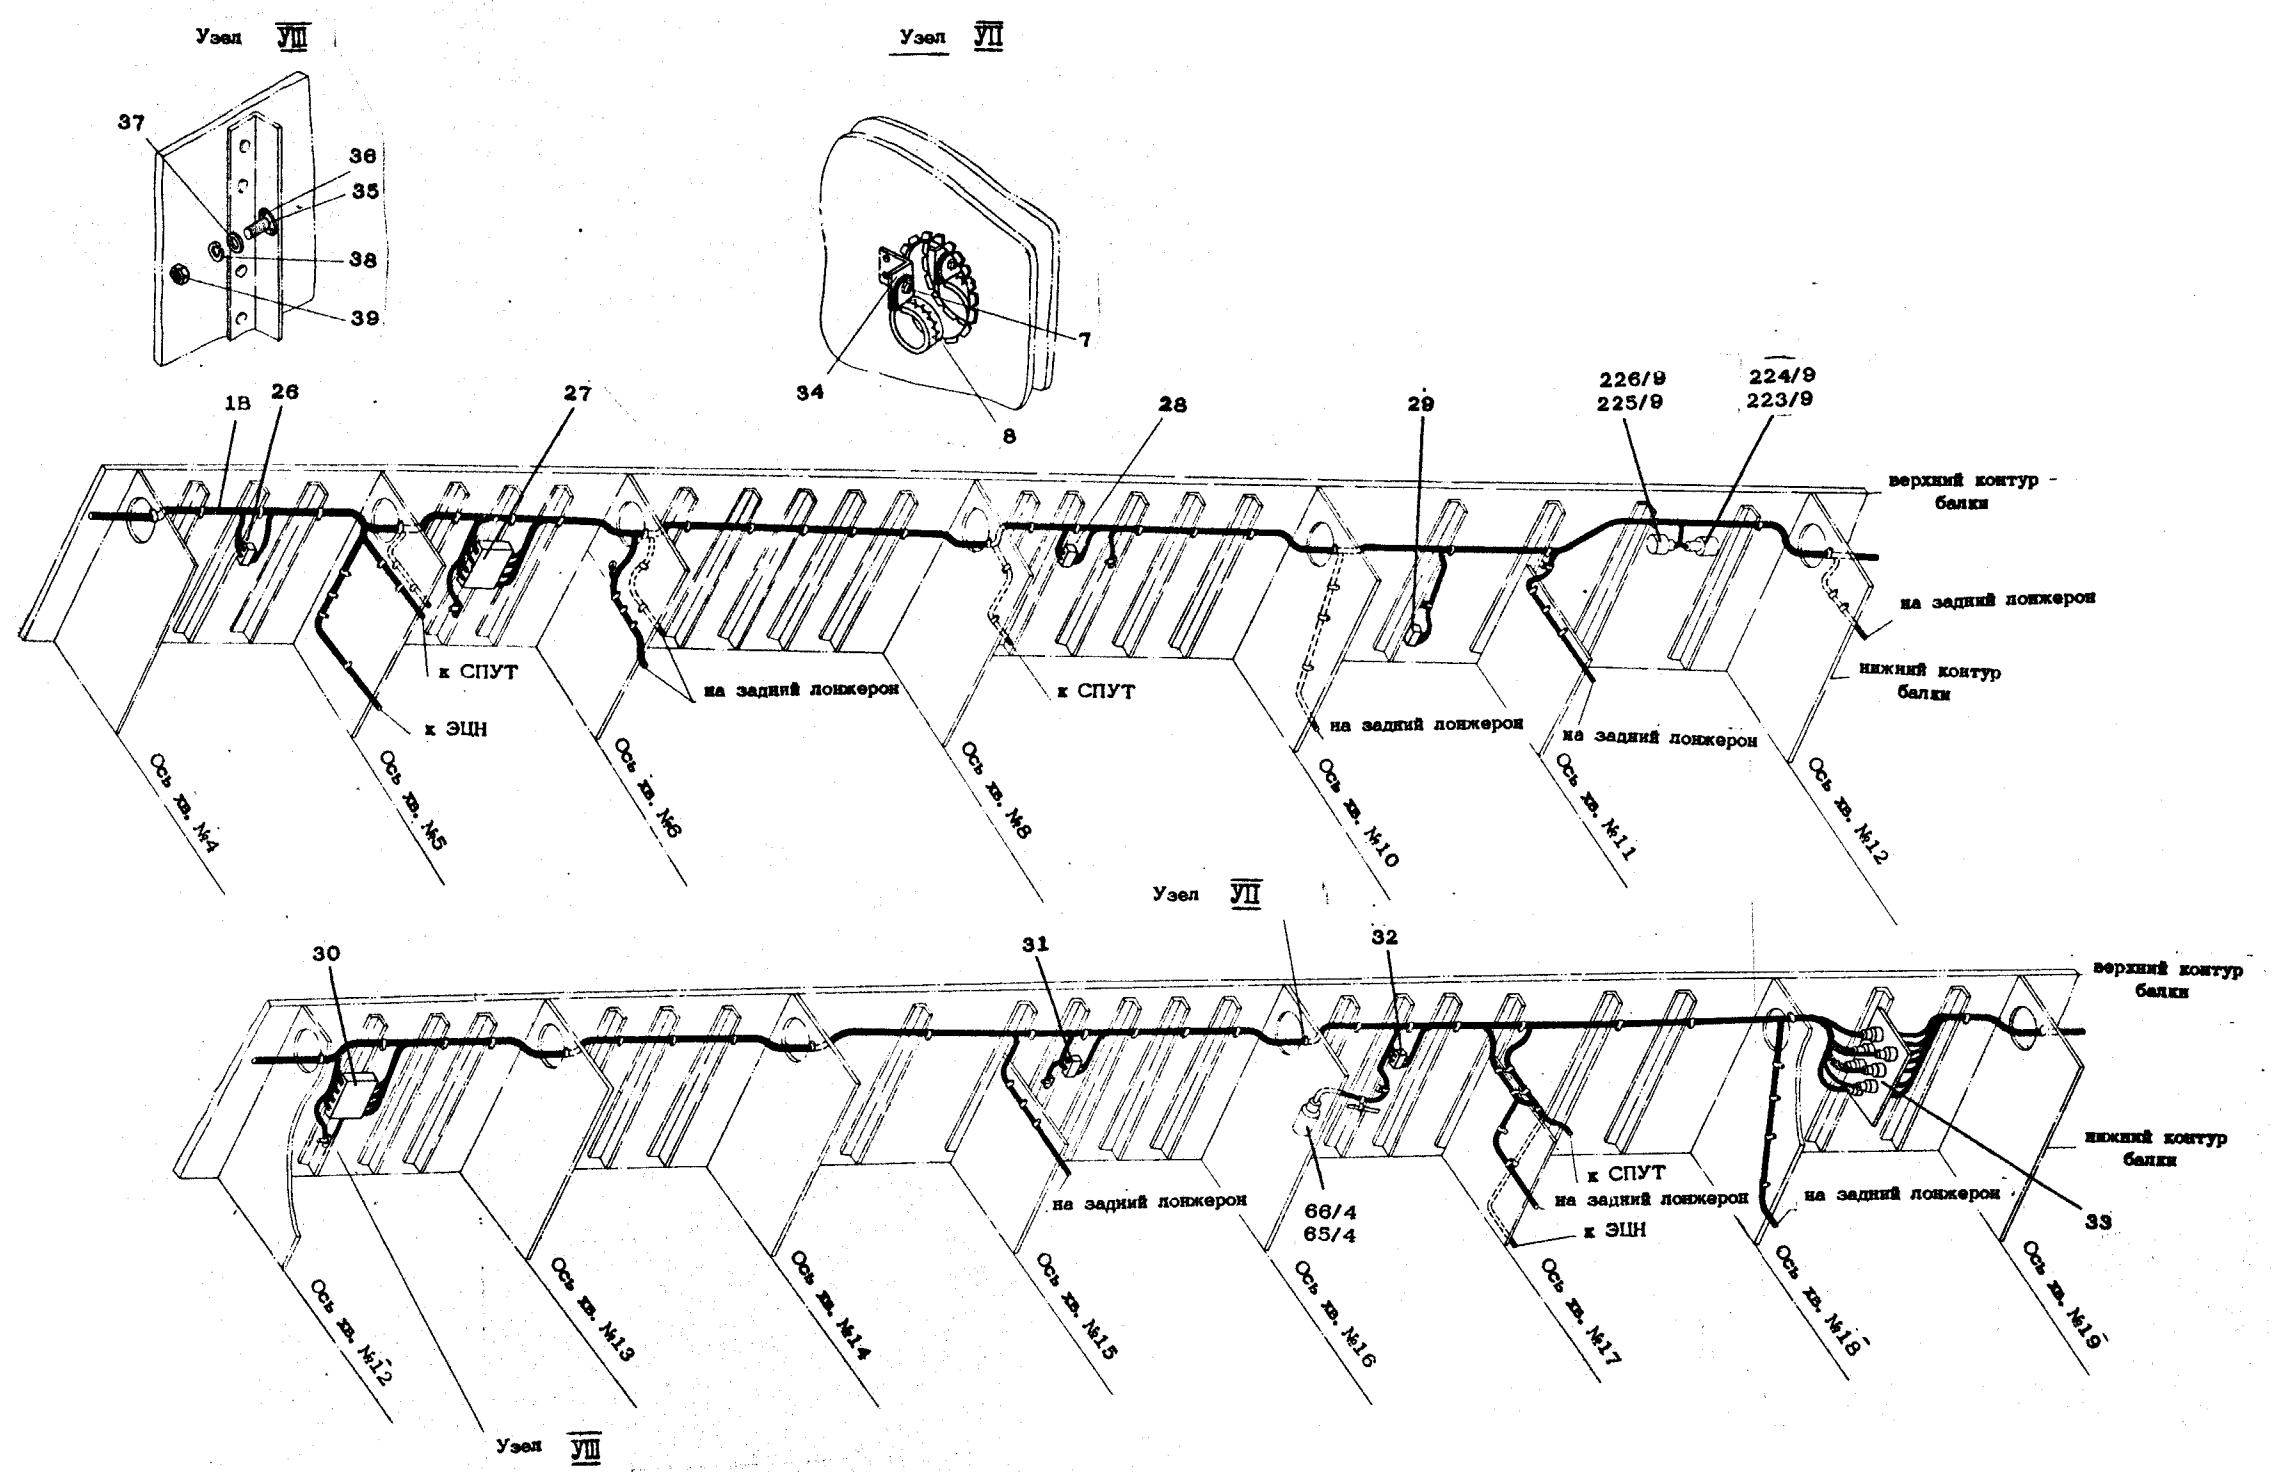 Узел УIII
Узел УII
37
36
35
38
39
34
7
8
1В
26
27
28
29
226/9
225/9
224/9
223/9
верхний контур
балки
на задний лонжерон
нижний контур
балки
к СПУТ
к ЭЦН
на задний лонжерон
к СПУТ
на задний лонжерон
на задний лонжерон
Ось хв. №4
Ось хв. №5
Ось хв. №6
Ось хв. №8
Ось хв. №10
Ось хв. №11
Ось хв. №12
Узел УII
30
31
32
верхний контур
балки
нижний контур
балки
33
на задний лонжерон
66/4
65/4
к СПУТ
на задний лонжерон
к ЭЦН
на задний лонжерон
Ось хв. №12
Ось хв. №13
Ось хв. №14
Ось хв. №15
Ось хв. №16
Ось хв. №17
Ось хв. №18
Ось хв. №19
Узел УIII